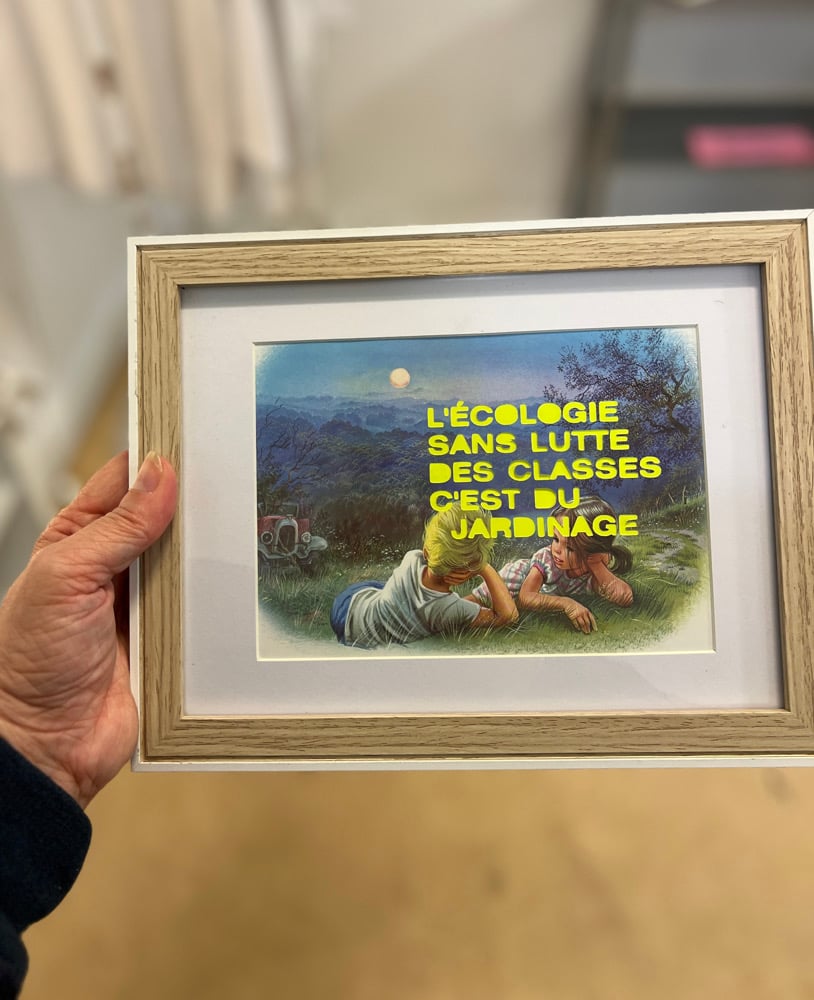 L'ÉCOLOGIE
SANS LUTTE
DES CLASSES
C'EST DU
JARDINAGE